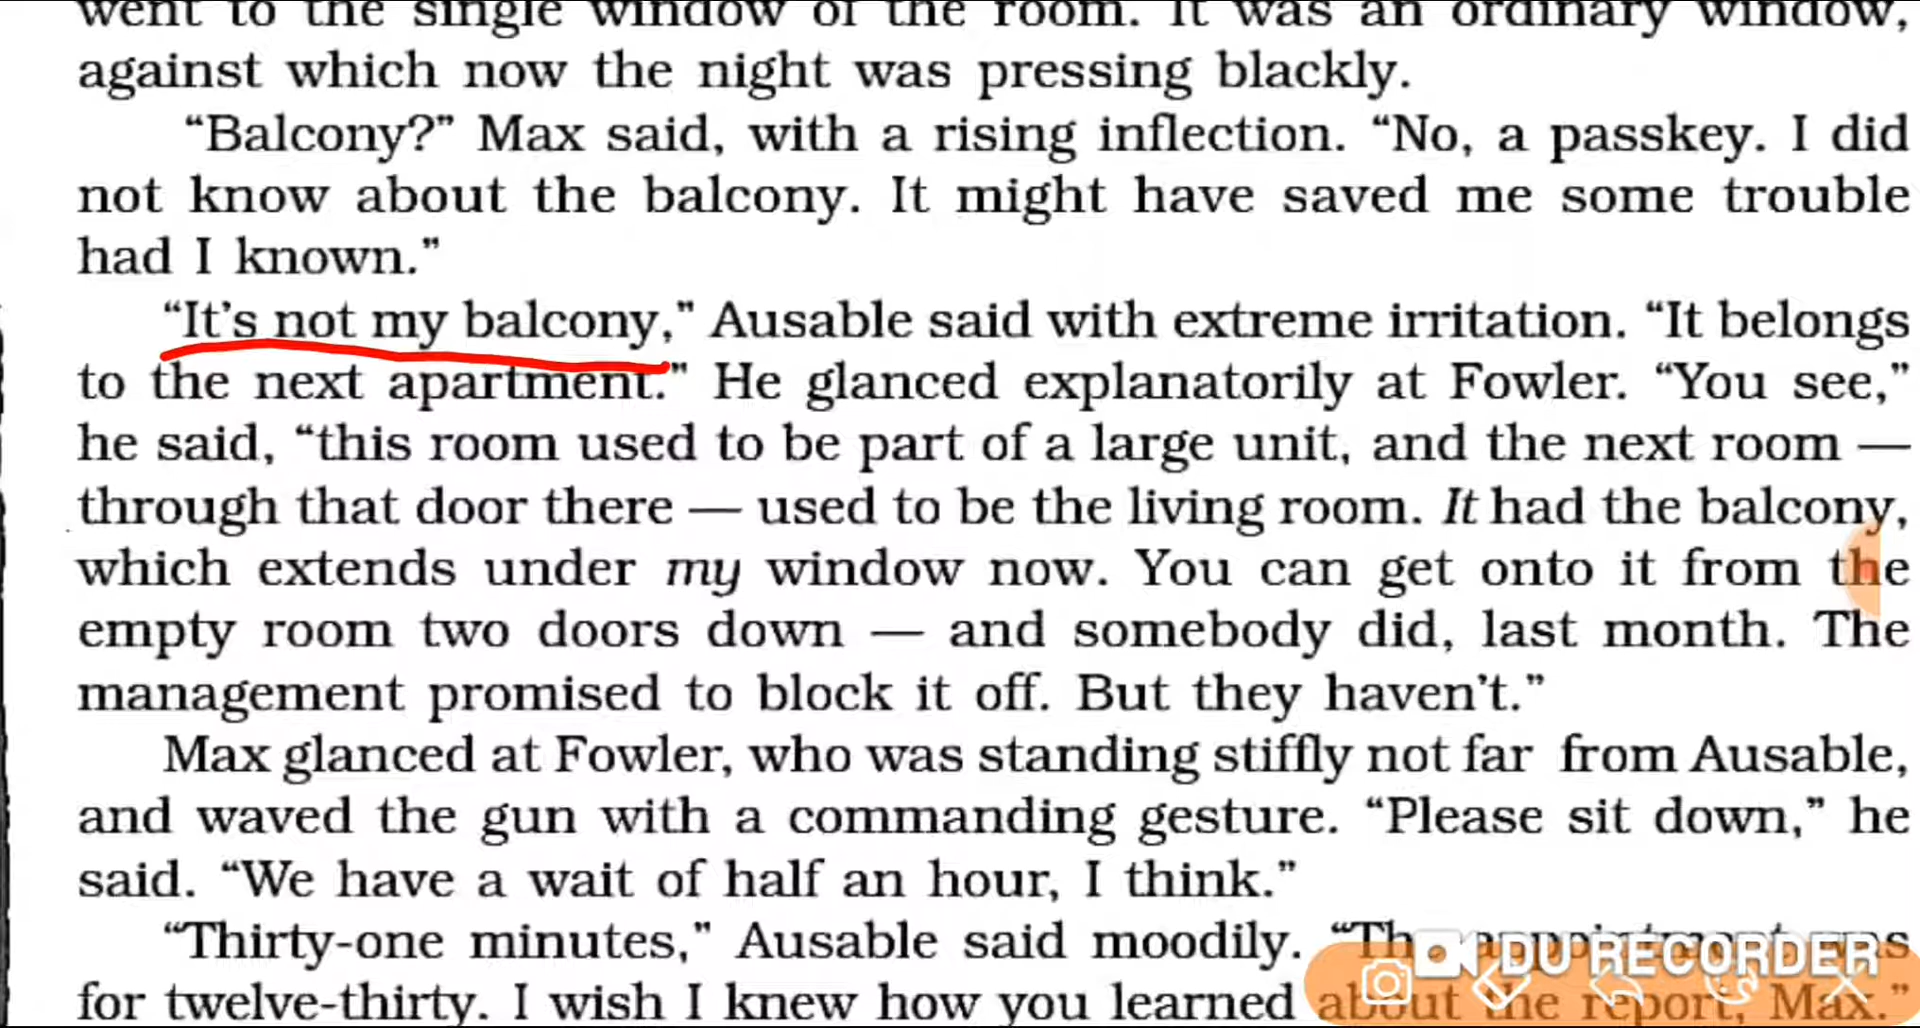 went to the single window of the room. It was an ordinary window,
against which now the night was pressing blackly.
“Balcony?” Max said, with a rising inflection. “No, a passkey. I did
not know about the balcony. It might have saved me some trouble
had I known.”
“It’s not my balcony,” Ausable said with extreme irritation. “It belongs
to the next apartment.” He glanced explanatorily at Fowler. “You see,”
he said, “this room used to be part of a large unit, and the next room —
through that door there — used to be the living room. It had the balcony,
which extends under my window now. You can get onto it from the
empty room two doors down — and somebody did, last month. The
management promised to block it off. But they haven’t.”
Max glanced at Fowler, who was standing stiffly not far from Ausable,
and waved the gun with a commanding gesture. “Please sit down,” he
said. “We have a wait of half an hour, I think.”
“Thirty-one minutes,” Ausable said moodily. “The appointment was
for twelve-thirty. I wish I knew how you learned about the report, Max.”
DU RECORDER